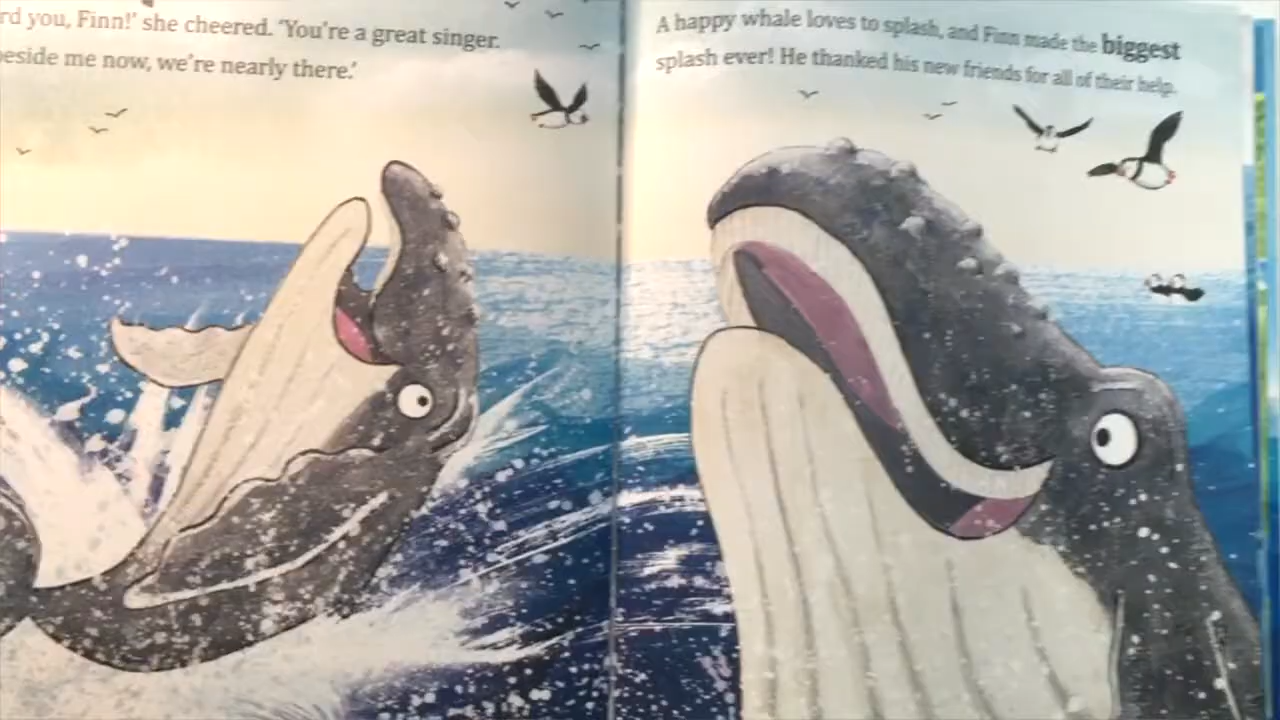 rd you, Finn!' she cheered. 'You're a great singer.
eside me now, we're nearly there.'
A happy whale loves to splash, and Finn made the biggest
splash ever! He thanked his new friends for all of their help.